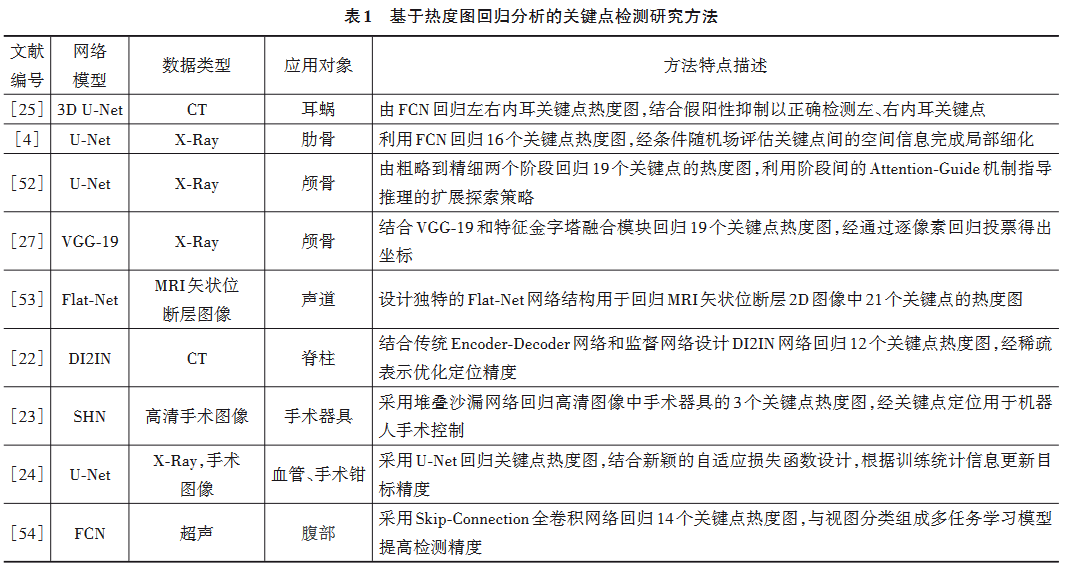 表1 基于热度图回归分析的关键点检测研究方法
文献编号 网络模型 数据类型 应用对象 方法特点描述
[25] 3D U-Net CT 耳蜗 由FCN回归左右内耳关键点热度图,结合假阳性抑制以正确检测左、右内耳关键点
[4] U-Net X-Ray 肋骨 利用FCN回归16个关键点热度图,经条件随机场评估关键点间的空间信息完成局部细化
[52] U-Net X-Ray 颅骨 由粗略到精细两个阶段回归19个关键点的热度图,利用阶段间的Attention-Guide机制指导
推理的扩展探索策略
[27] VGG-19 X-Ray 颅骨 结合VGG-19和特征金字塔融合模块回归19个关键点热度图,经通过逐像素回归投票得出
坐标
[53] Flat-Net MRI矢状位断层图像 声道 设计独特的Flat-Net网络结构用于回归MRI矢状位断层2D图像中21个关键点的热度图
[22] DI2IN CT 脊柱 结合传统Encoder-Decoder网络和监督网络设计DI2IN网络回归12个关键点热度图,经稀疏
表示优化定位精度
[23] SHN 高清手术图像 手术器具 采用堆叠沙漏网络回归高清图像中手术器具的3个关键点热度图,经关键点定位用于机器
人手术控制
[24] U-Net X-Ray,手术图像 血管、手术钳 采用U-Net回归关键点热度图,结合新颖的自适应损失函数设计,根据训练统计信息更新目
标精度
[54] FCN 超声 腹部 采用Skip-Connection全卷积网络回归14个关键点热度图,与视图分类组成多任务学习模型
提高检测精度